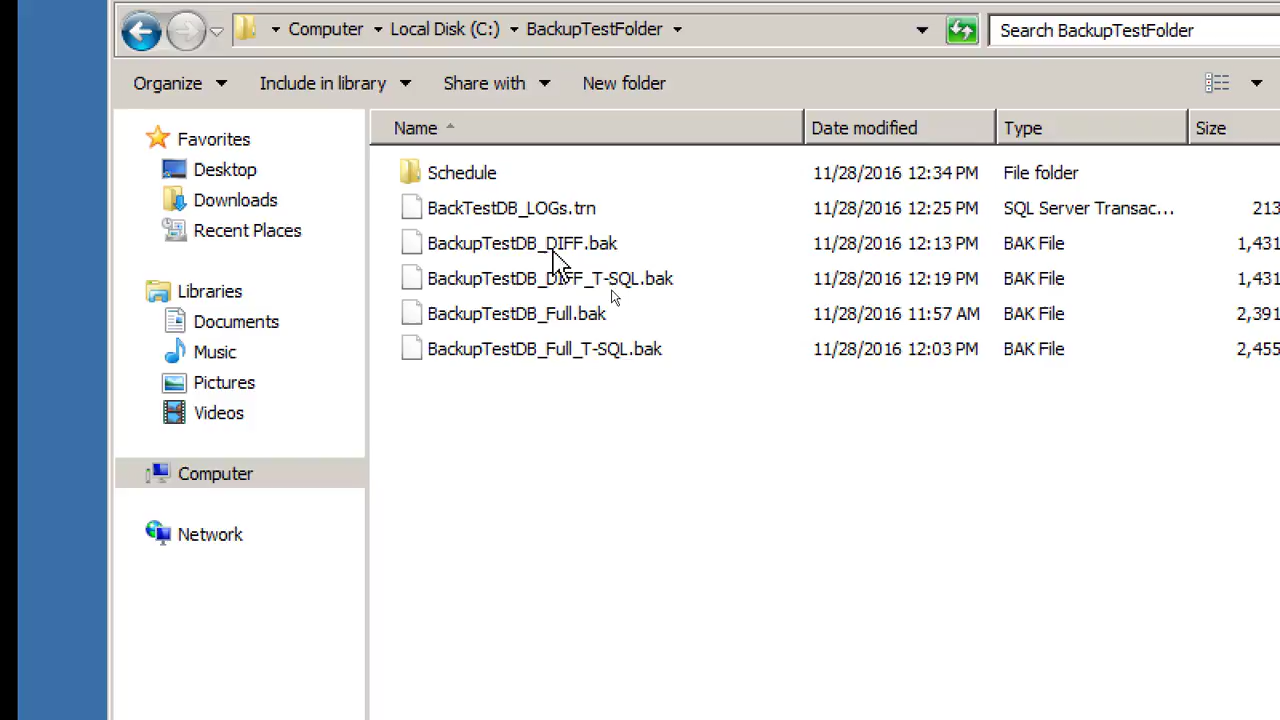 Computer Local Disk (C:) BackupTestFolder Search BackupTestFolder
Organize Include in library Share with New folder
Favorites
Desktop
Downloads
Recent Places
Libraries
Documents
Music
Pictures
Videos
Computer
Network
Name Date modified Type Size
Schedule 11/28/2016 12:34 PM File folder
BackTestDB_LOGs.trn 11/28/2016 12:25 PM SQL Server Transac... 213
BackupTestDB_DIFF.bak 11/28/2016 12:13 PM BAK File 1,431
BackupTestDB_DIFF_T-SQL.bak 11/28/2016 12:19 PM BAK File 1,431
BackupTestDB_Full.bak 11/28/2016 11:57 AM BAK File 2,391
BackupTestDB_Full_T-SQL.bak 11/28/2016 12:03 PM BAK File 2,455